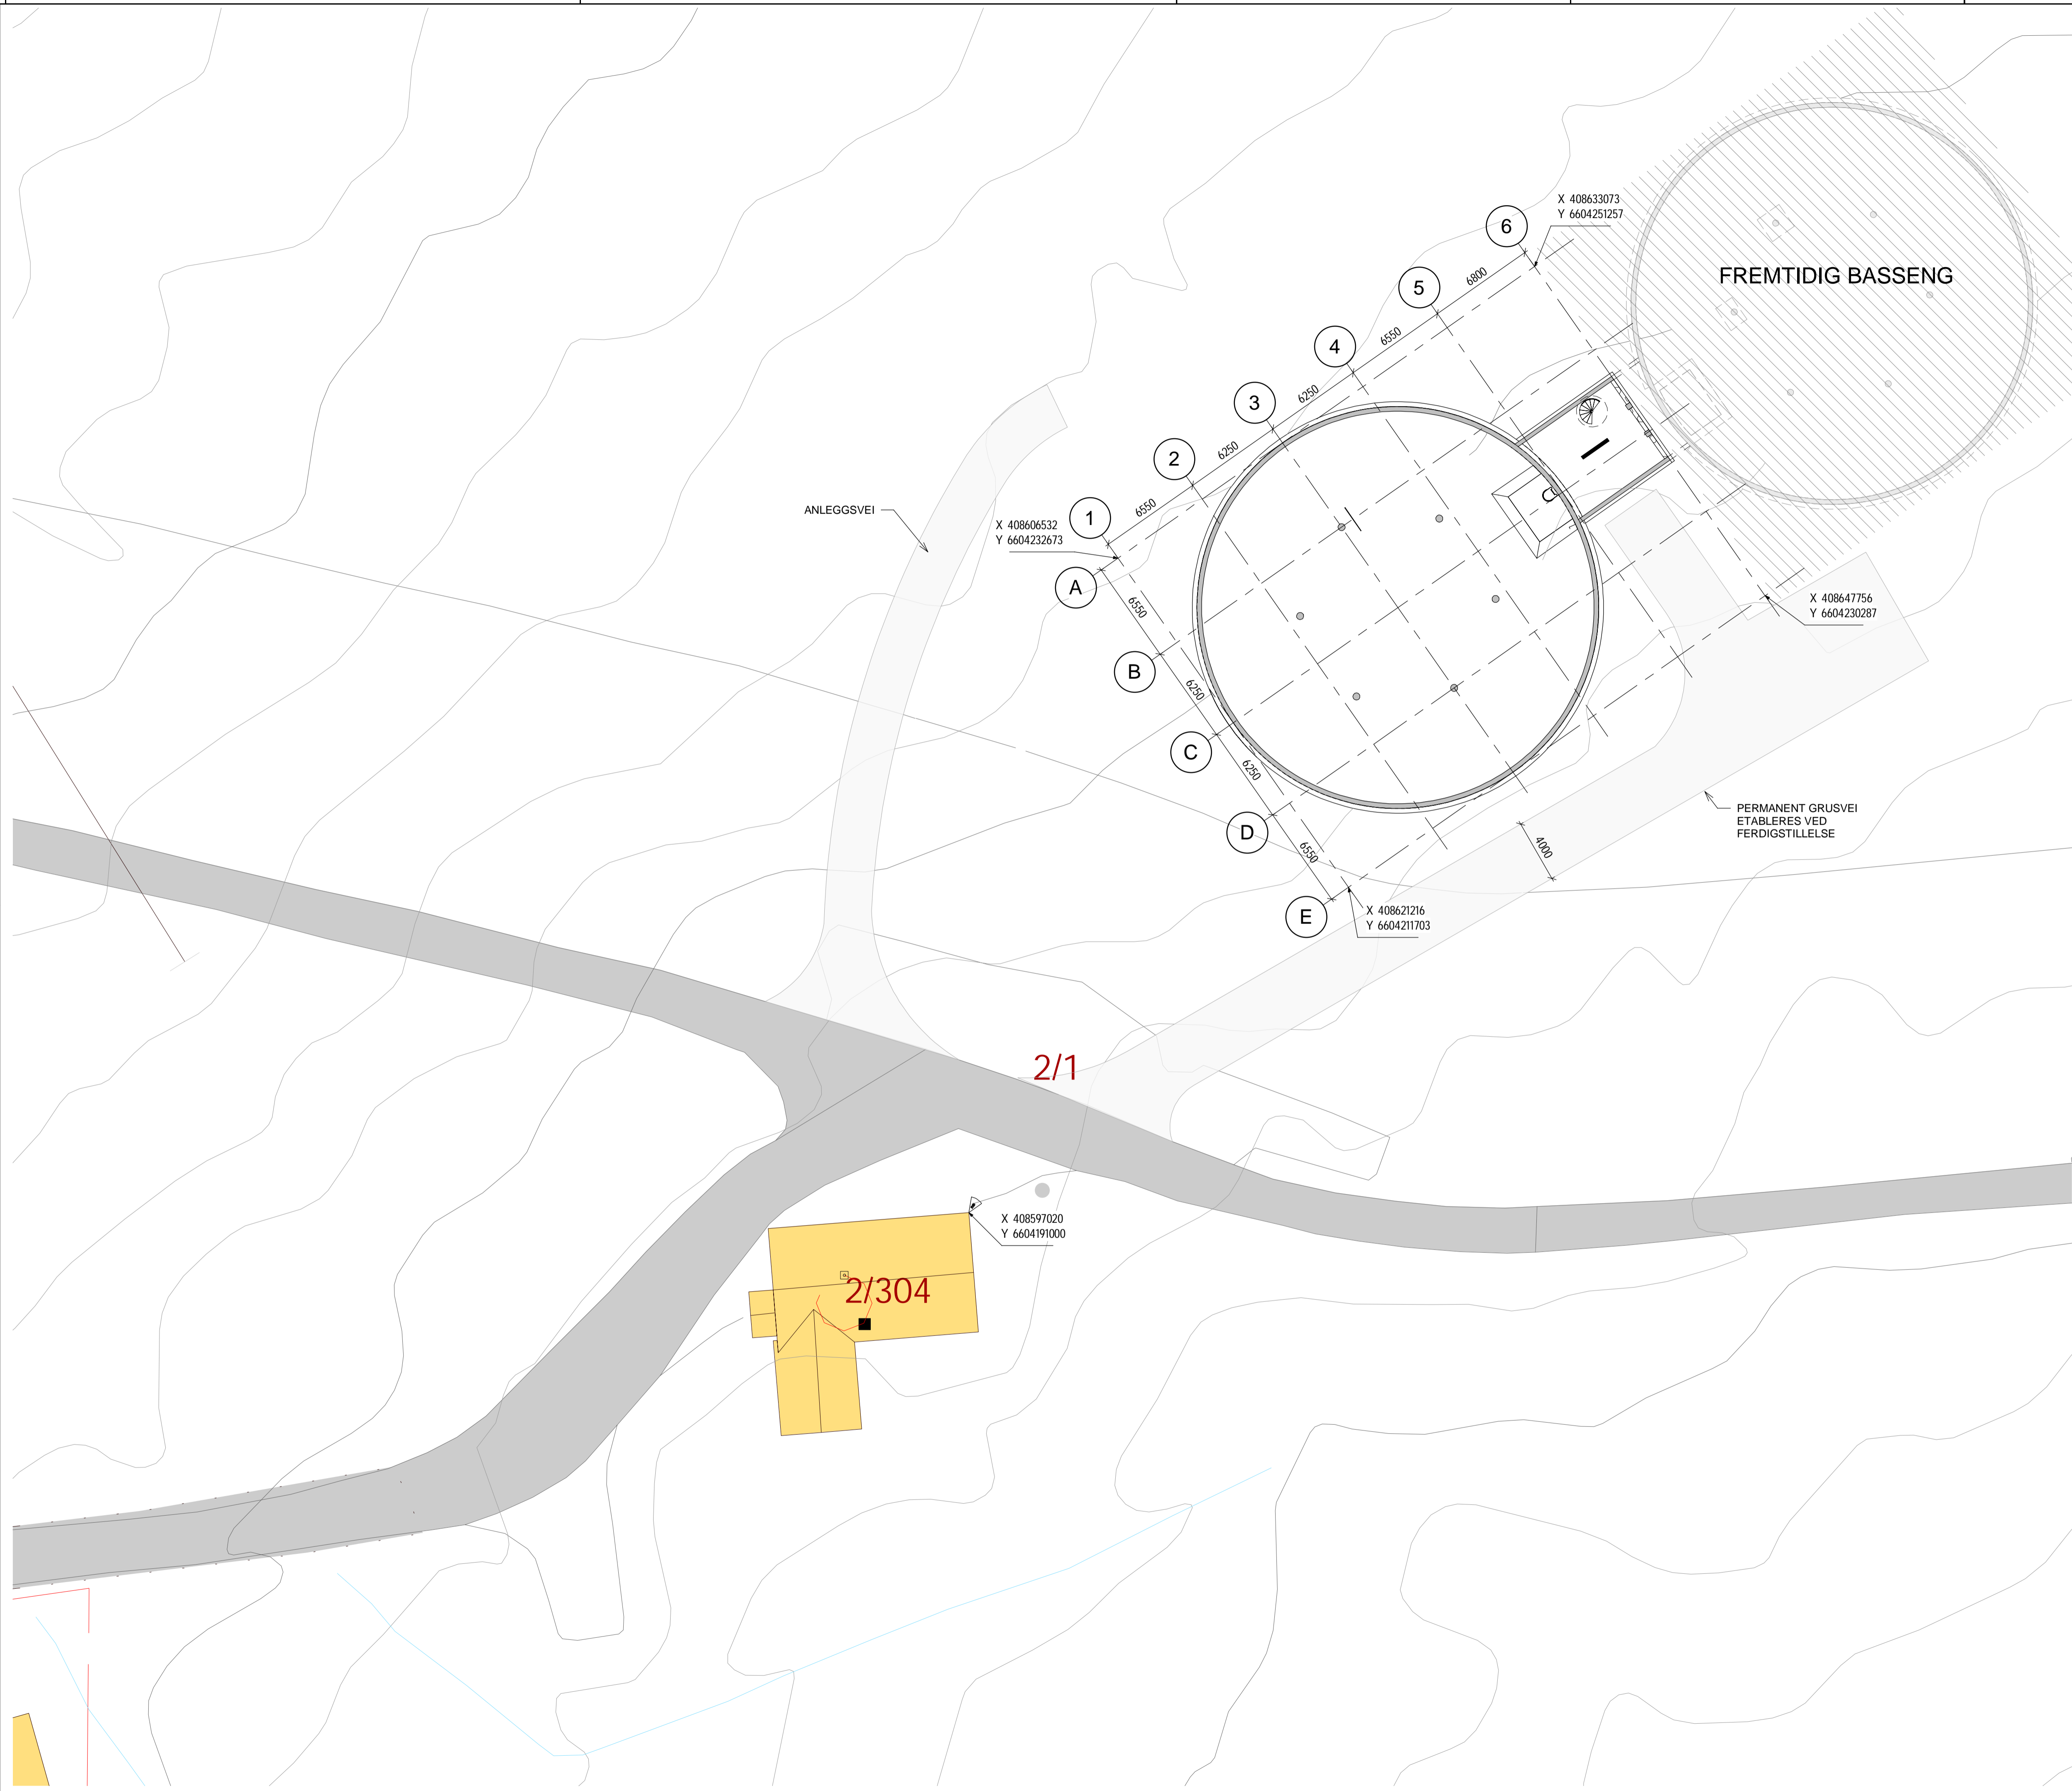 X 408633073
Y 6604251257
6
FREMTIDIG BASSENG
6800
5
6550
4
6250
3
6250
2
6550
ANLEGGSVEI
1
X 408606532
Y 6604232673
A
6550
X 408647756
Y 6604230287
B
6250
C
6250
D
6550
4000
PERMANENT GRUSVEI
ETABLERES VED
FERDIGSTILLELSE
E
X 408621216
Y 6604211703
2/1
X 408597020
Y 6604191000
2/304